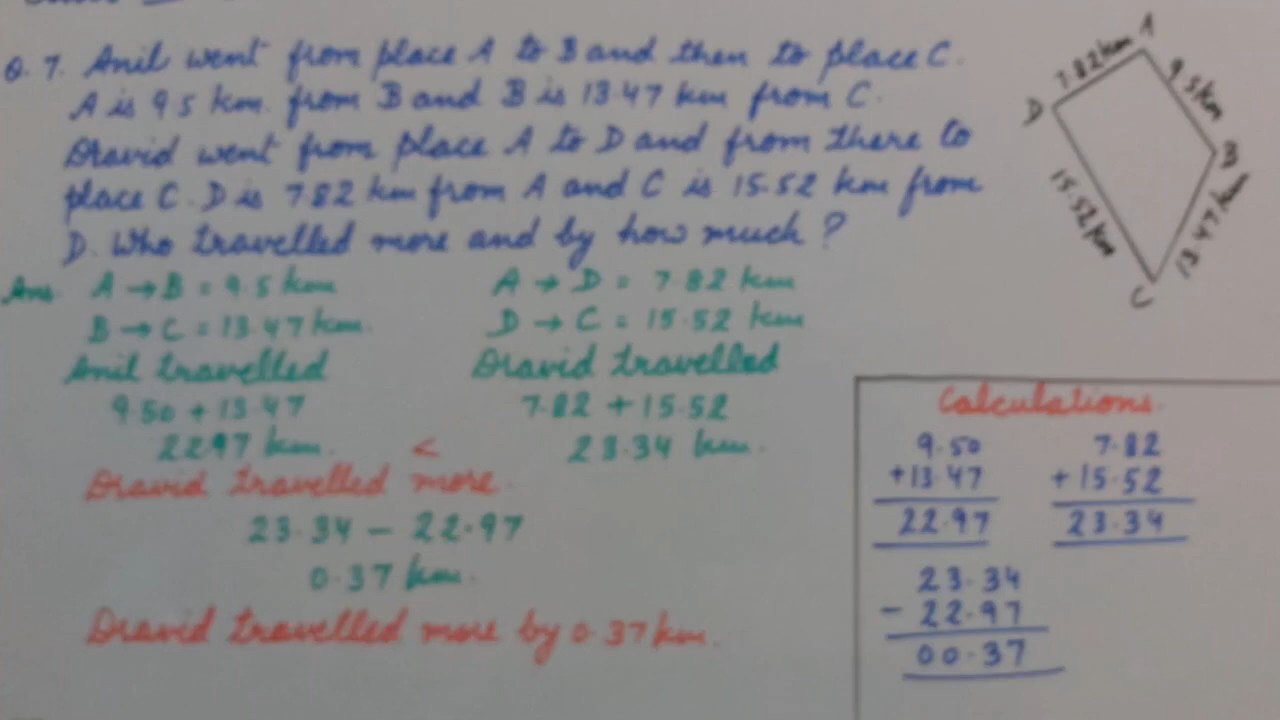 Q. 7. Anil went from place A to B and then to place C.
A is 9.5 km. from B and B is 13.47 km from C.
Dravid went from place A to D and from there to
place C. D is 7.82 km from A and C is 15.52 km from
D. Who travelled more and by how much ?
Ans. A → B = 9.5 km
A → D = 7.82 km
B → C = 13.47 km.
D → C = 15.52 km
Anil travelled
Dravid travelled
9.50 + 13.47
7.82 + 15.52
22.97 km. < 23.34 km.
Dravid travelled more.
23.34 - 22.97
0.37 km.
Dravid travelled more by 0.37 km.
A
7.82 km
9.5 km
D
B
15.52 km
13.47 km
C
Calculations.
9.50
+13.47
22.97
7.82
+15.52
23.34
23.34
- 22.97
00.37